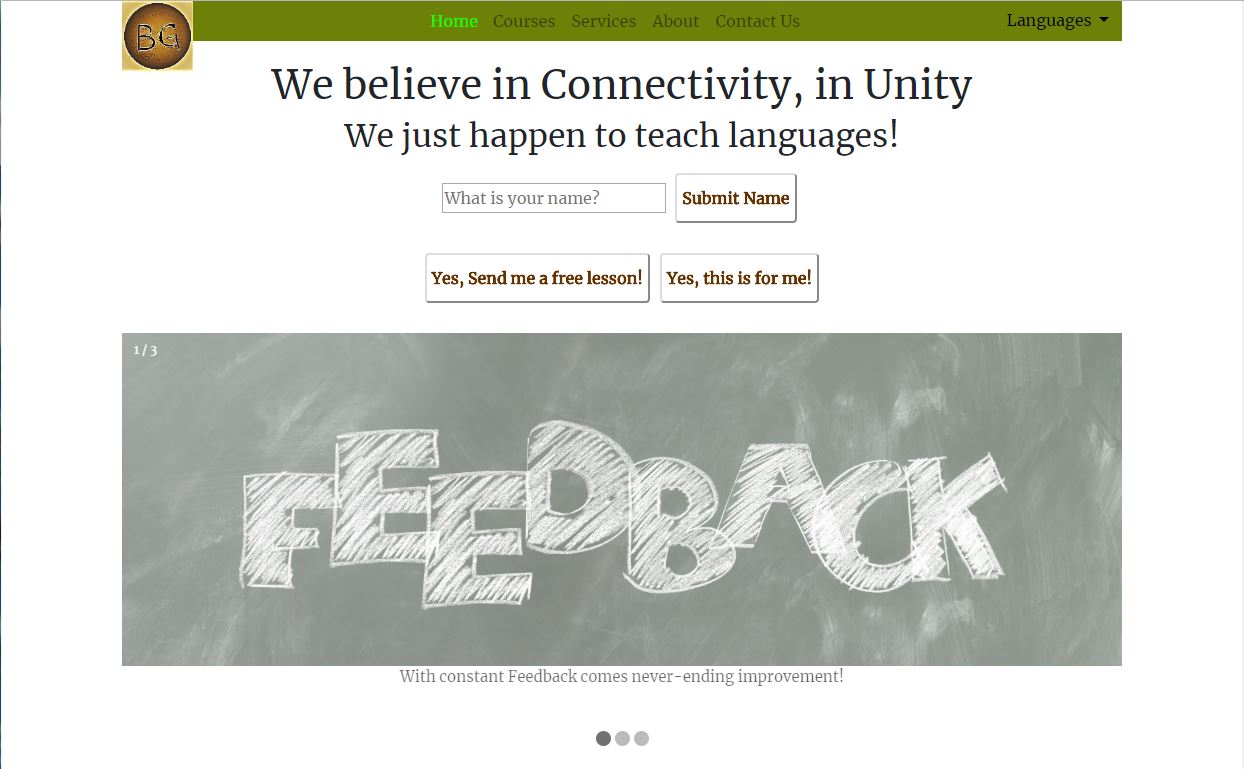 BG
Home Courses Services About Contact Us Languages
We believe in Connectivity, in Unity
We just happen to teach languages!
What is your name? Submit Name
Yes, Send me a free lesson! Yes, this is for me!
1 / 3
FEEDBACK
With constant Feedback comes never-ending improvement!